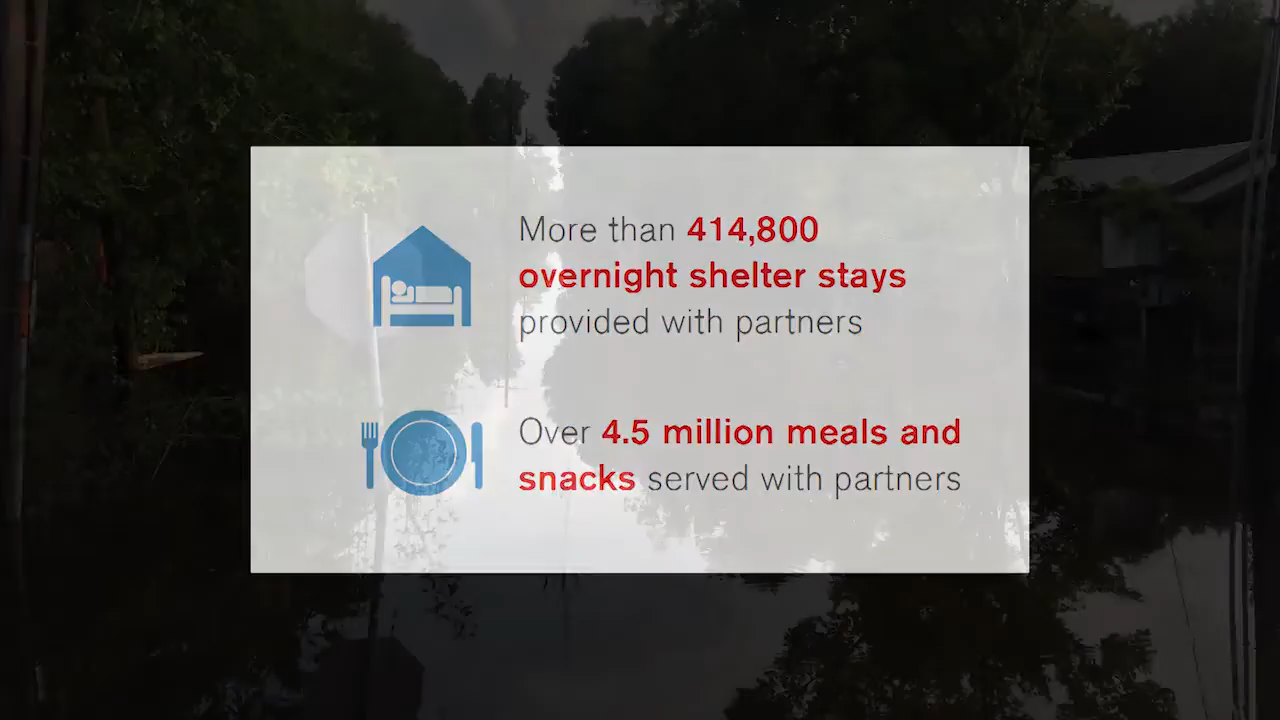 More than 414,800
overnight shelter stays
provided with partners
Over 4.5 million meals and
snacks served with partners